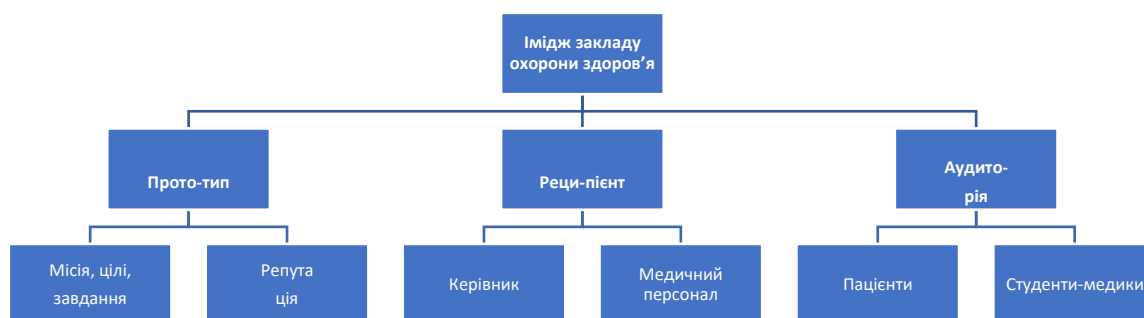 Імідж закладу
охорони здоров’я
Прото-тип
Реци-пієнт
Аудито-
рія
Місія, цілі,
завдання
Репута
ція
Керівник
Медичний
персонал
Пацієнти
Студенти-медики